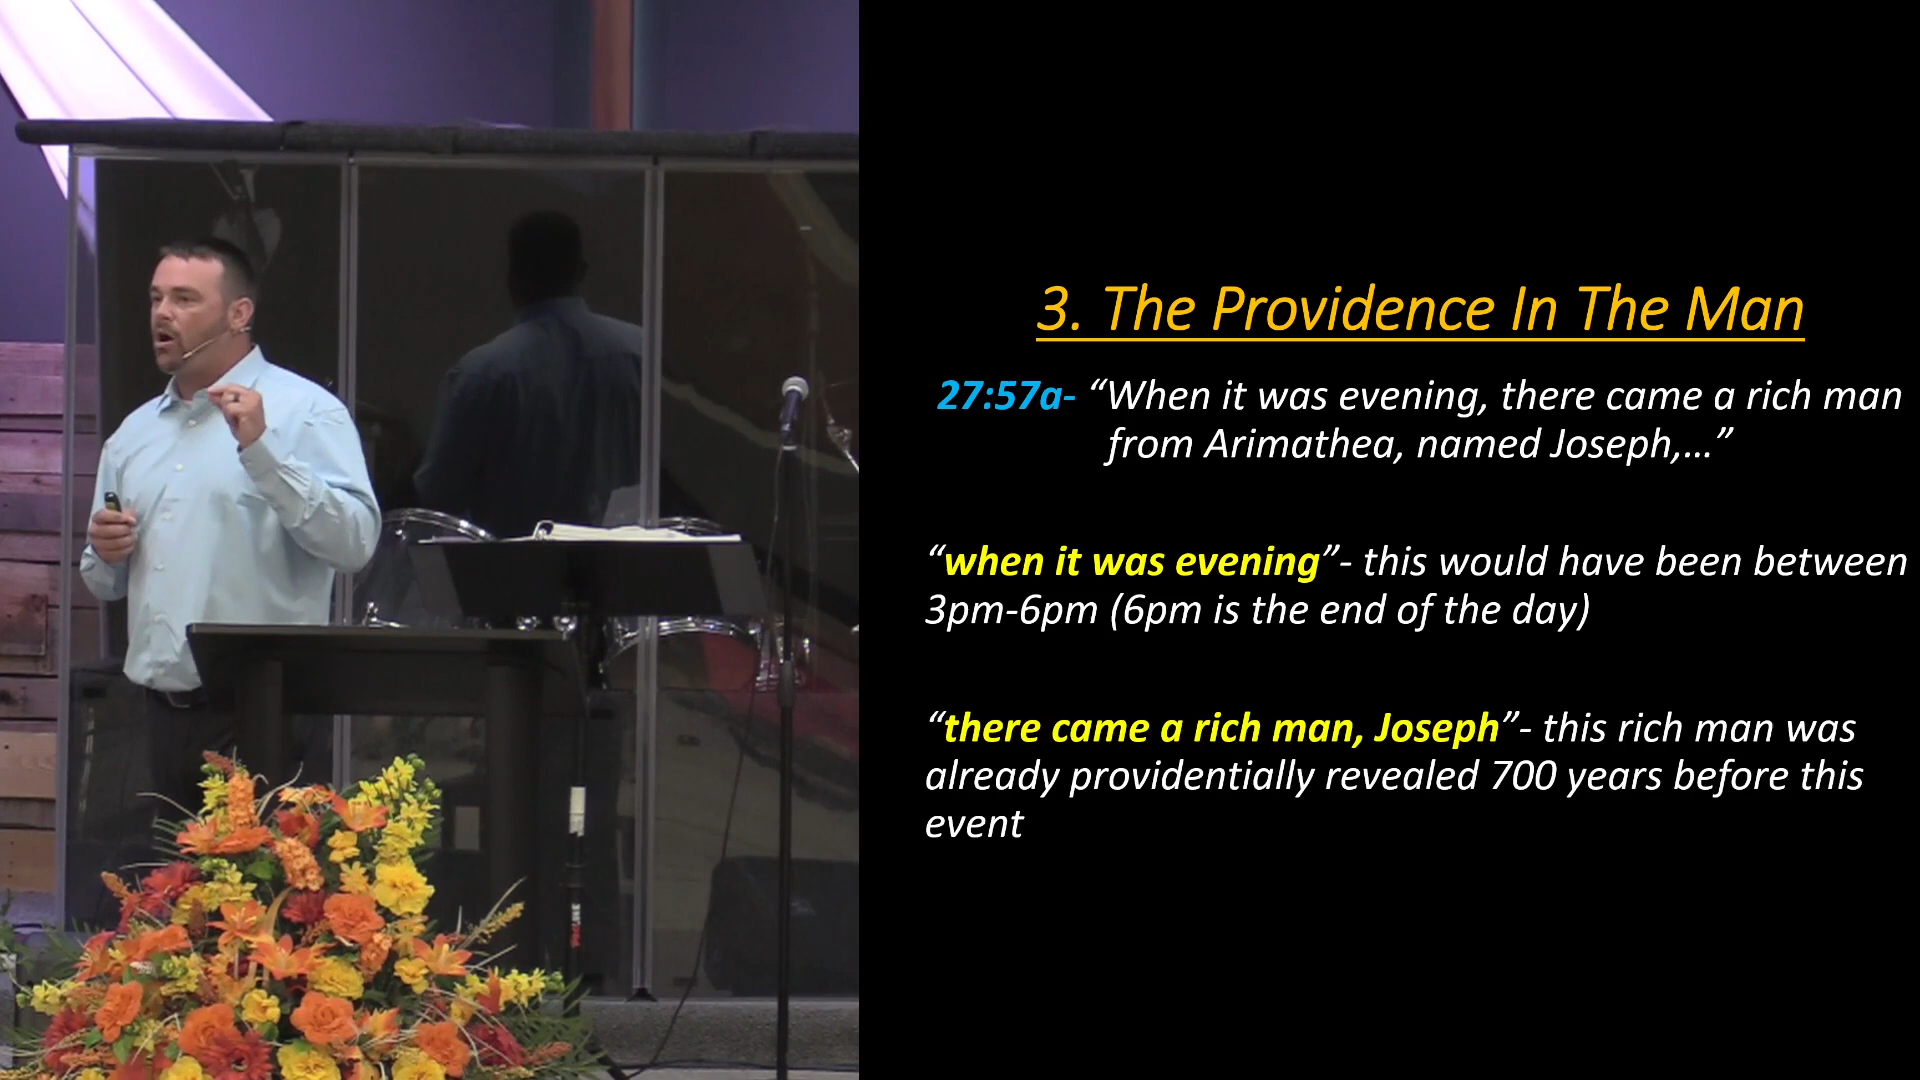 3. The Providence In The Man
27:57a- “When it was evening, there came a rich man
from Arimathea, named Joseph,…”
“when it was evening”- this would have been between
3pm-6pm (6pm is the end of the day)
“there came a rich man, Joseph”- this rich man was
already providentially revealed 700 years before this
event